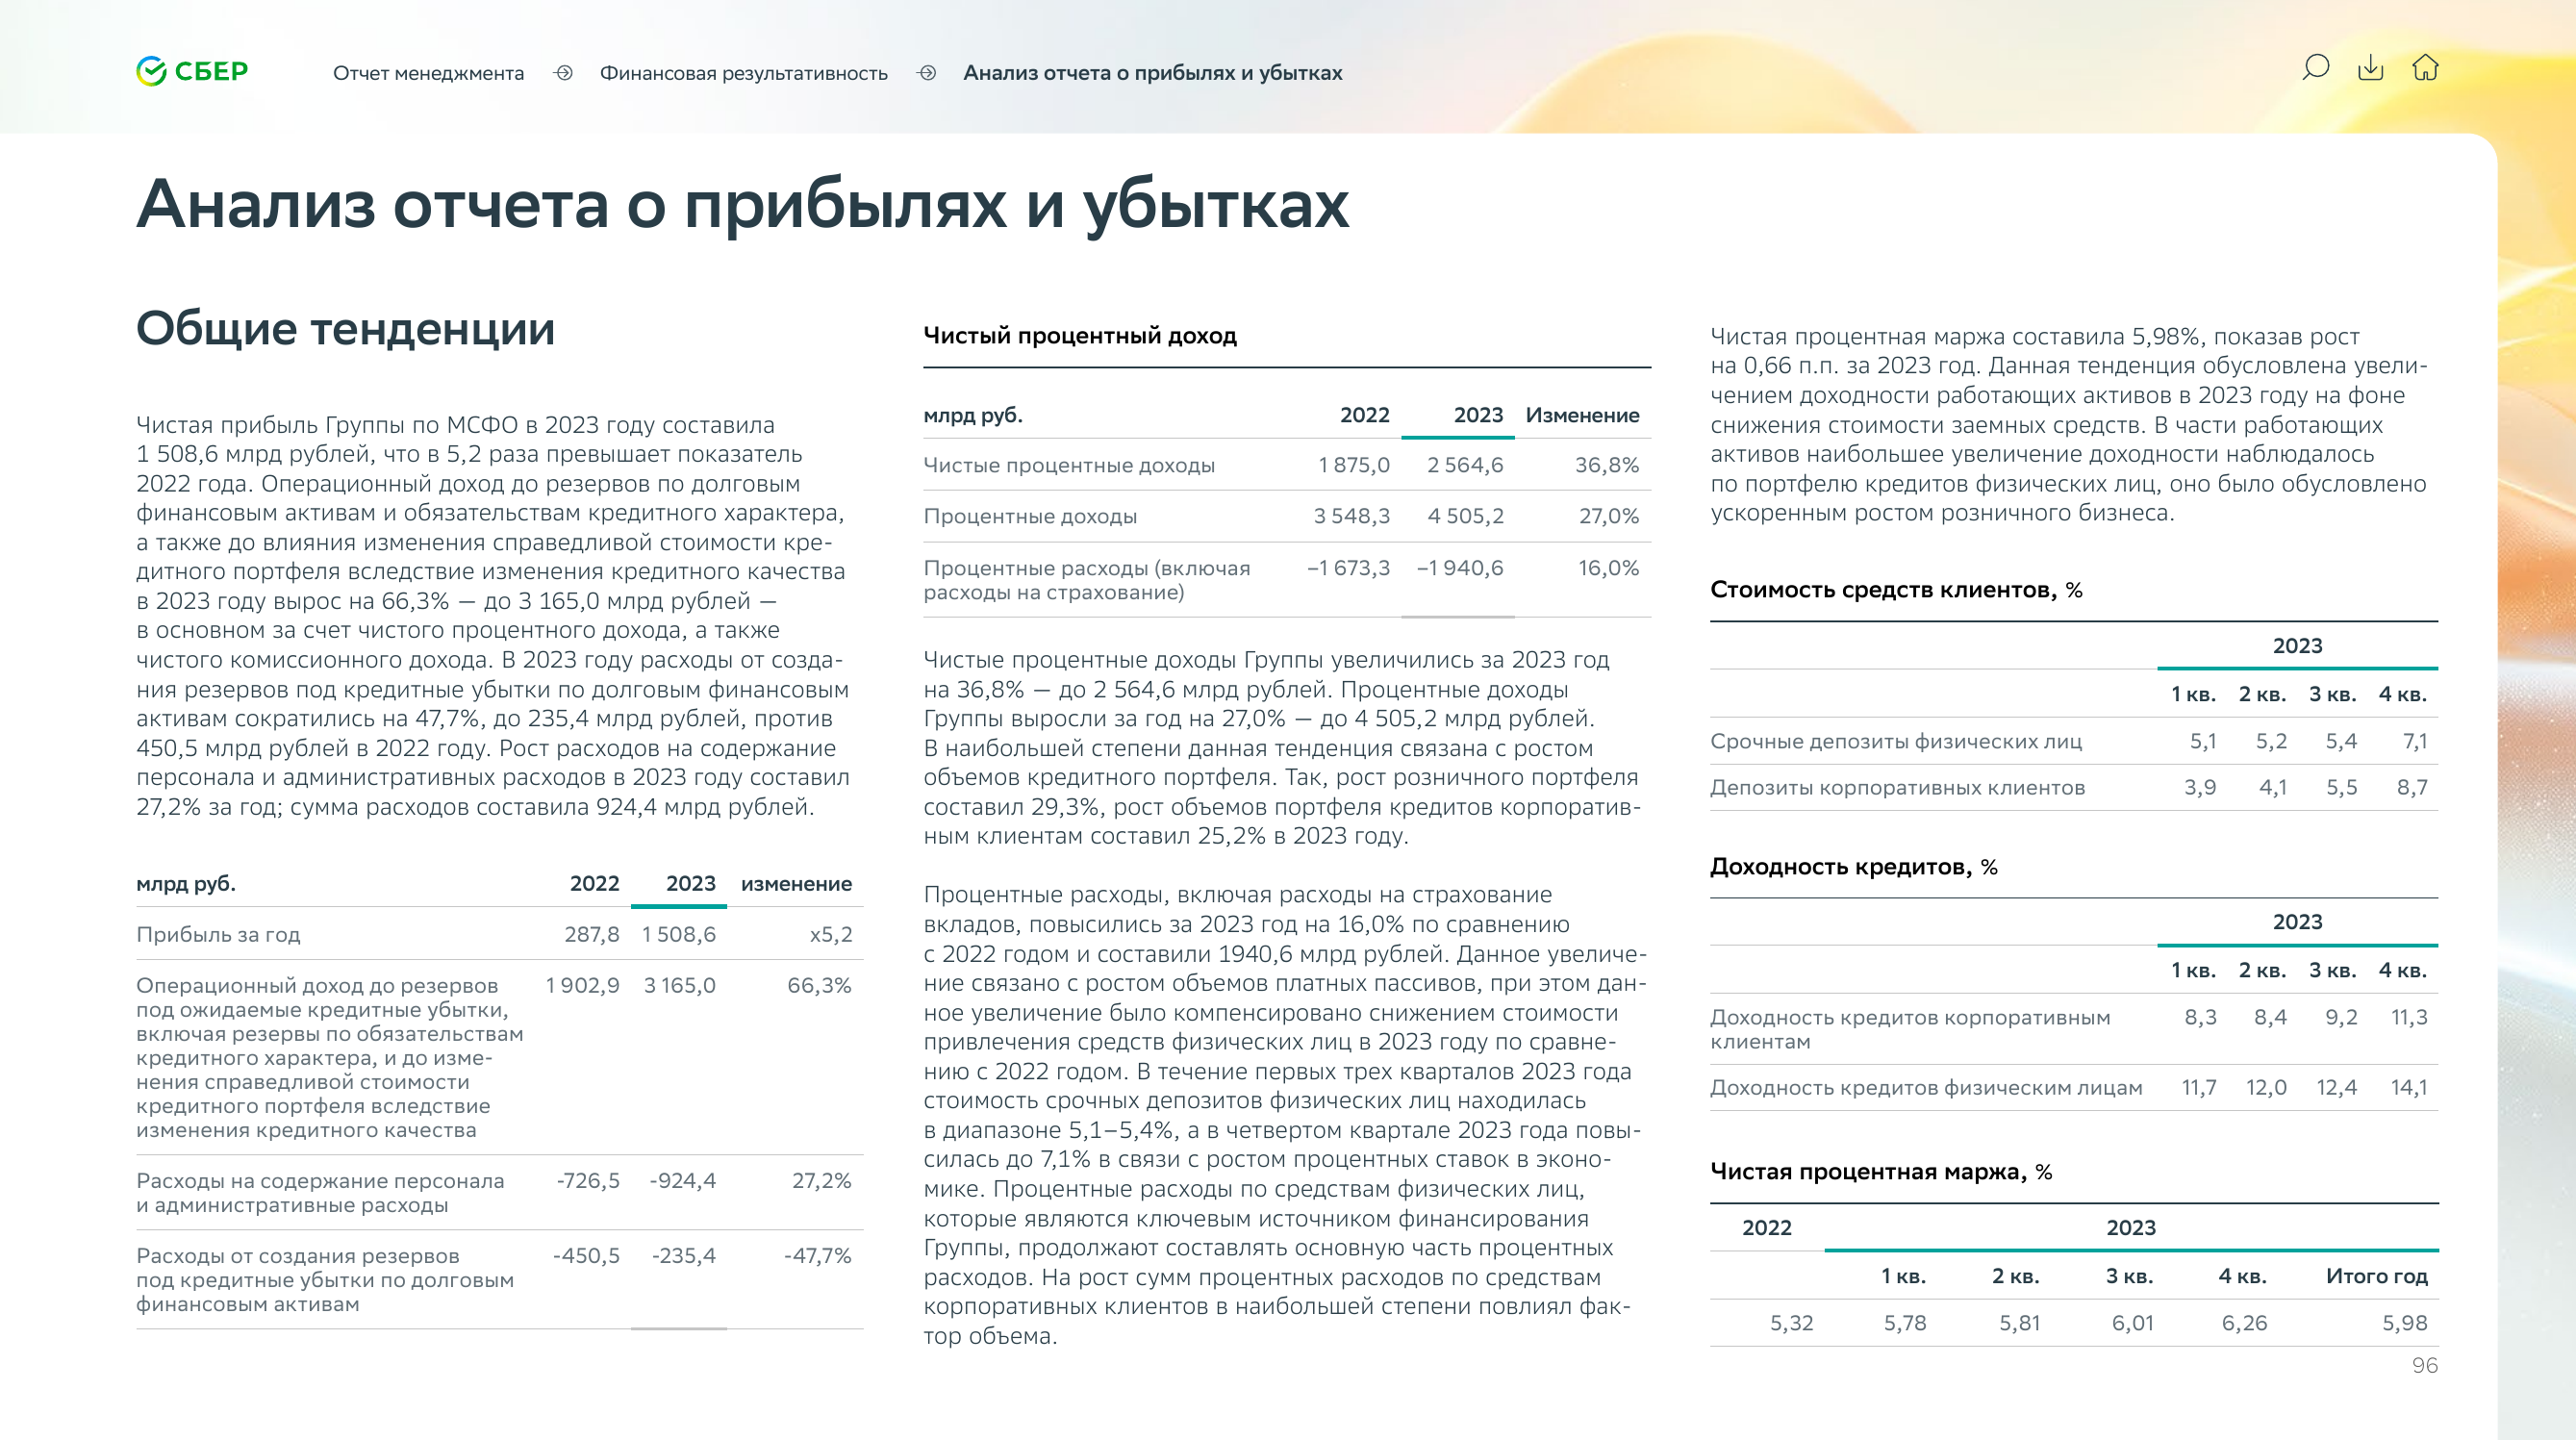 СБЕР
Отчет менеджмента
Финансовая результативность
Анализ отчета о прибылях и убытках
Анализ отчета о прибылях и убытках
Общие тенденции
Чистая прибыль Группы по МСФО в 2023 году составила
1 508,6 млрд рублей, что в 5,2 раза превышает показатель
2022 года. Операционный доход до резервов по долговым
финансовым активам и обязательствам кредитного характера,
а также до влияния изменения справедливой стоимости кре-
дитного портфеля вследствие изменения кредитного качества
в 2023 году вырос на 66,3% — до 3 165,0 млрд рублей —
в основном за счет чистого процентного дохода, а также
чистого комиссионного дохода. В 2023 году расходы от созда-
ния резервов под кредитные убытки по долговым финансовым
активам сократились на 47,7%, до 235,4 млрд рублей, против
450,5 млрд рублей в 2022 году. Рост расходов на содержание
персонала и административных расходов в 2023 году составил
27,2% за год; сумма расходов составила 924,4 млрд рублей.
млрд руб. 2022 2023 изменение
Прибыль за год 287,8 1 508,6 x5,2
Операционный доход до резервов 1 902,9 3 165,0 66,3%
под ожидаемые кредитные убытки,
включая резервы по обязательствам
кредитного характера, и до изме-
нения справедливой стоимости
кредитного портфеля вследствие
изменения кредитного качества
Расходы на содержание персонала -726,5 -924,4 27,2%
и административные расходы
Расходы от создания резервов -450,5 -235,4 -47,7%
под кредитные убытки по долговым
финансовым активам
Чистый процентный доход
млрд руб. 2022 2023 Изменение
Чистые процентные доходы 1 875,0 2 564,6 36,8%
Процентные доходы 3 548,3 4 505,2 27,0%
Процентные расходы (включая −1 673,3 −1 940,6 16,0%
расходы на страхование)
Чистые процентные доходы Группы увеличились за 2023 год
на 36,8% — до 2 564,6 млрд рублей. Процентные доходы
Группы выросли за год на 27,0% — до 4 505,2 млрд рублей.
В наибольшей степени данная тенденция связана с ростом
объемов кредитного портфеля. Так, рост розничного портфеля
составил 29,3%, рост объемов портфеля кредитов корпоратив-
ным клиентам составил 25,2% в 2023 году.
Процентные расходы, включая расходы на страхование
вкладов, повысились за 2023 год на 16,0% по сравнению
с 2022 годом и составили 1940,6 млрд рублей. Данное увеличе-
ние связано с ростом объемов платных пассивов, при этом дан-
ное увеличение было компенсировано снижением стоимости
привлечения средств физических лиц в 2023 году по сравне-
нию с 2022 годом. В течение первых трех кварталов 2023 года
стоимость срочных депозитов физических лиц находилась
в диапазоне 5,1–5,4%, а в четвертом квартале 2023 года повы-
силась до 7,1% в связи с ростом процентных ставок в эконо-
мике. Процентные расходы по средствам физических лиц,
которые являются ключевым источником финансирования
Группы, продолжают составлять основную часть процентных
расходов. На рост сумм процентных расходов по средствам
корпоративных клиентов в наибольшей степени повлиял фак-
тор объема.
Чистая процентная маржа составила 5,98%, показав рост
на 0,66 п.п. за 2023 год. Данная тенденция обусловлена увели-
чением доходности работающих активов в 2023 году на фоне
снижения стоимости заемных средств. В части работающих
активов наибольшее увеличение доходности наблюдалось
по портфелю кредитов физических лиц, оно было обусловлено
ускоренным ростом розничного бизнеса.
Стоимость средств клиентов, %
2023
1 кв. 2 кв. 3 кв. 4 кв.
Срочные депозиты физических лиц 5,1 5,2 5,4 7,1
Депозиты корпоративных клиентов 3,9 4,1 5,5 8,7
Доходность кредитов, %
2023
1 кв. 2 кв. 3 кв. 4 кв.
Доходность кредитов корпоративным 8,3 8,4 9,2 11,3
клиентам
Доходность кредитов физическим лицам 11,7 12,0 12,4 14,1
Чистая процентная маржа, %
2022 2023
1 кв. 2 кв. 3 кв. 4 кв. Итого год
5,32 5,78 5,81 6,01 6,26 5,98
96